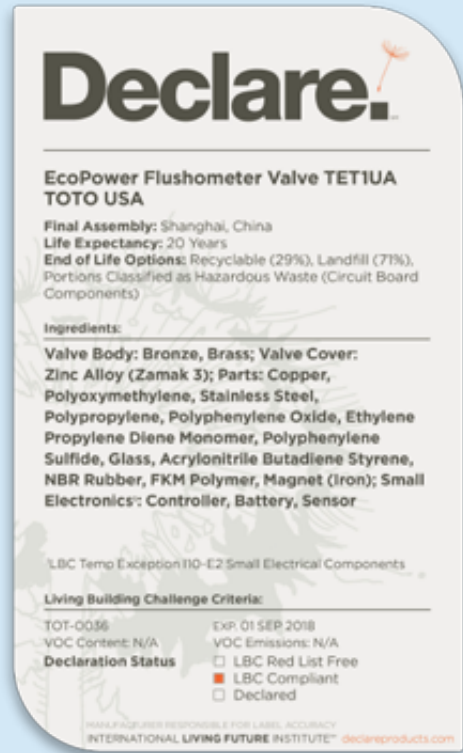 Declare.
EcoPower Flushometer Valve TET1UA
TOTO USA
Final Assembly: Shanghai, China
Life Expectancy: 20 Years
End of Life Options: Recyclable (29%), Landfill (71%),
Portions Classified as Hazardous Waste (Circuit Board
Components)
Ingredients:
Valve Body: Bronze, Brass; Valve Cover:
Zinc Alloy (Zamak 3); Parts: Copper,
Polyoxymethylene, Stainless Steel,
Polypropylene, Polyphenylene Oxide, Ethylene
Propylene Diene Monomer, Polyphenylene
Sulfide, Glass, Acrylonitrile Butadiene Styrene,
NBR Rubber, FKM Polymer, Magnet (Iron); Small
Electronics¹: Controller, Battery, Sensor
¹LBC Temp Exception I10-E2 Small Electrical Components
Living Building Challenge Criteria:
TOT-0036 EXP. 01 SEP 2018
VOC Content: N/A VOC Emissions: N/A
Declaration Status LBC Red List Free
LBC Compliant
Declared
MANUFACTURER RESPONSIBLE FOR LABEL ACCURACY
INTERNATIONAL LIVING FUTURE INSTITUTE™ declareproducts.com